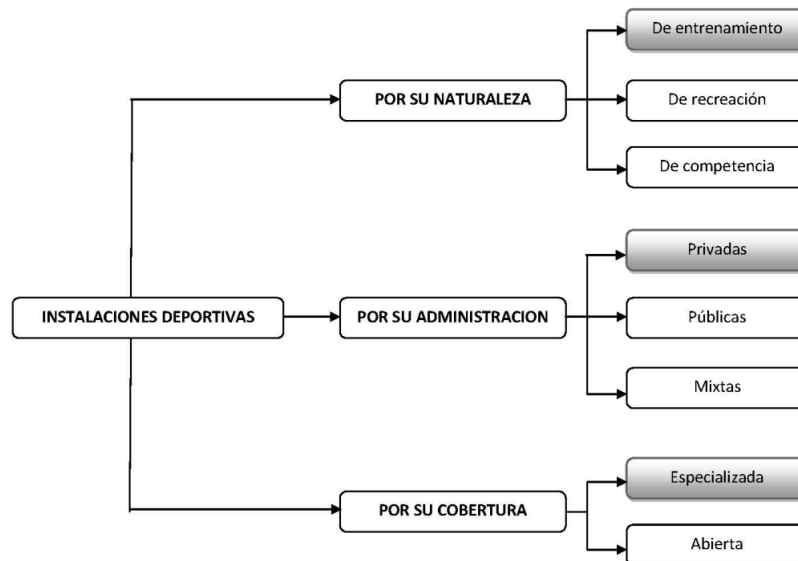 De entrenamiento
POR SU NATURALEZA
De recreación
De competencia
Privadas
INSTALACIONES DEPORTIVAS
POR SU ADMINISTRACION
Públicas
Mixtas
Especializada
POR SU COBERTURA
Abierta